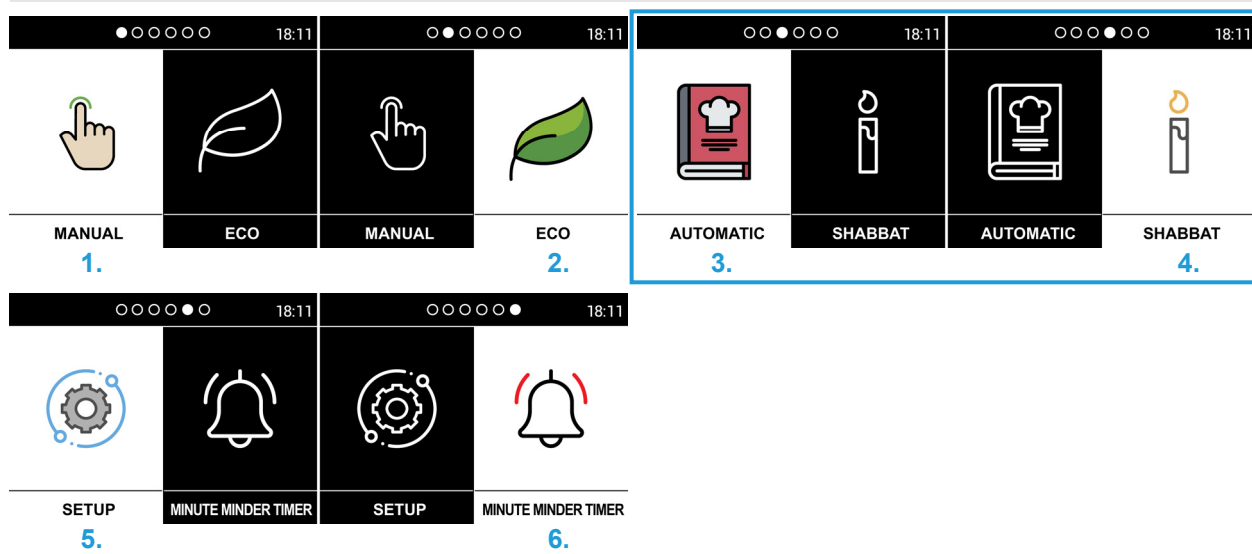 18:11 18:11 18:11 18:11
MANUAL ECO MANUAL ECO AUTOMATIC SHABBAT AUTOMATIC SHABBAT
1. 2. 3. 4.
18:11 18:11
SETUP MINUTE MINDER TIMER SETUP MINUTE MINDER TIMER
5. 6.